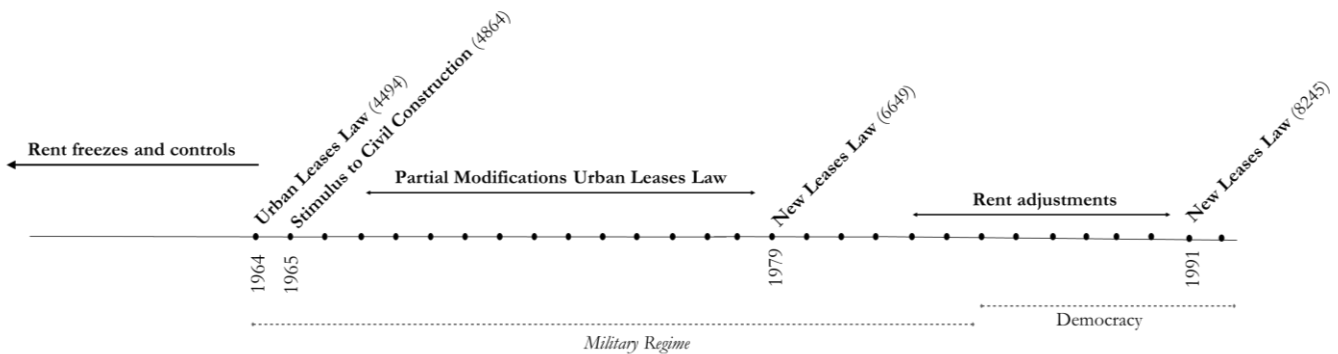 Rent freezes and controls
Urban Leases Law (4494)
Stimulus to Civil Construction (4864)
Partial Modifications Urban Leases Law
New Leases Law (6649)
Rent adjustments
New Leases Law (8245)
1964
1965
1979
1991
Military Regime
Democracy